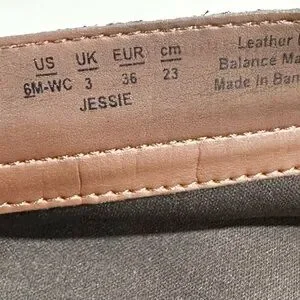 US UK EUR cm
6M-WC 3 36 23
JESSIE
Leather
Balance
Made In